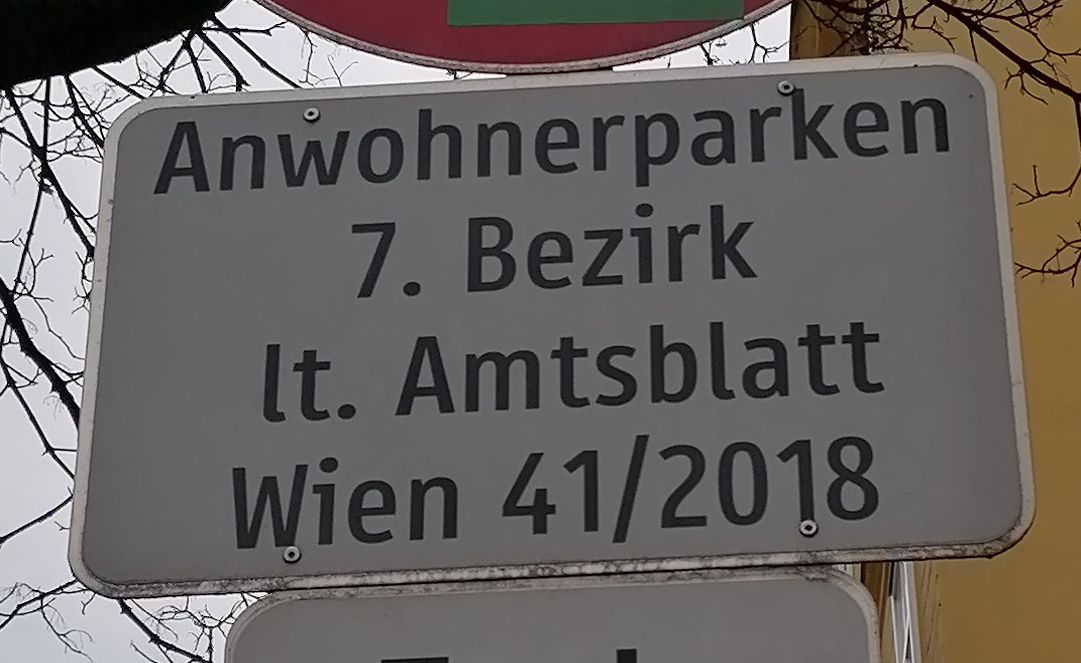 Anwohnerparken
7. Bezirk
lt. Amtsblatt
Wien 41/2018